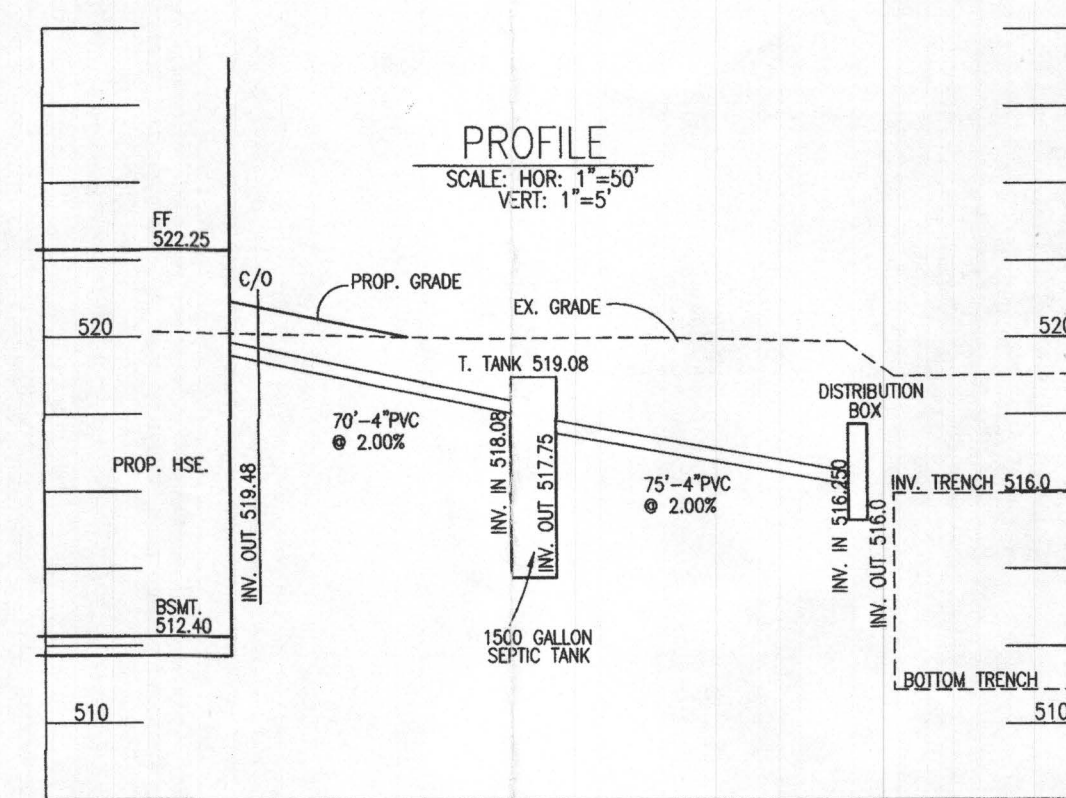 PROFILE
SCALE: HOR: 1"=50'
VERT: 1"=5'
FF
522.25
C/O
PROP. GRADE
EX. GRADE
520
520
T. TANK 519.08
DISTRIBUTION
BOX
70'-4"PVC
@ 2.00%
PROP. HSE.
INV. OUT 519.48
INV. IN 518.08
INV. OUT 517.75
75'-4"PVC
@ 2.00%
INV. IN 516.250
INV. OUT 516.0
INV. TRENCH 516.0
BSMT.
512.40
1500 GALLON
SEPTIC TANK
BOTTOM TRENCH
510
510